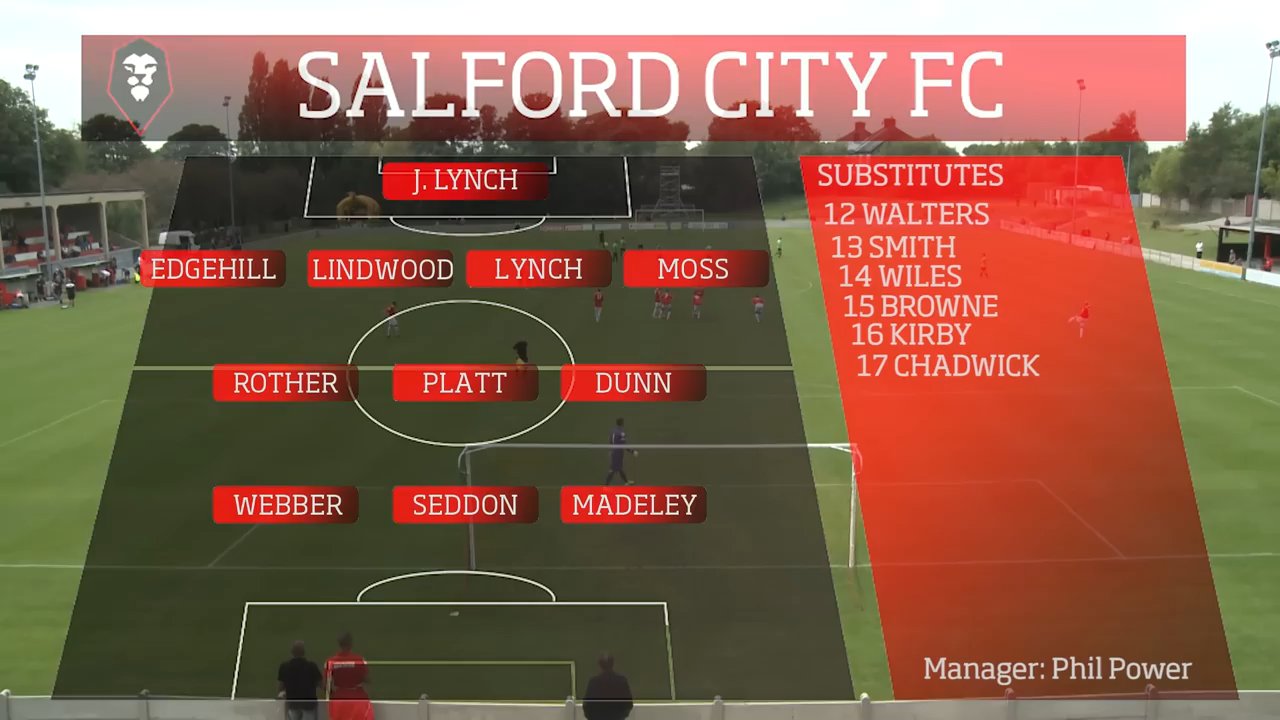 SALFORD CITY FC
J. LYNCH
EDGEHILL LINDWOOD LYNCH MOSS
ROTHER PLATT DUNN
WEBBER SEDDON MADELEY
SUBSTITUTES
12 WALTERS
13 SMITH
14 WILES
15 BROWNE
16 KIRBY
17 CHADWICK
Manager: Phil Power